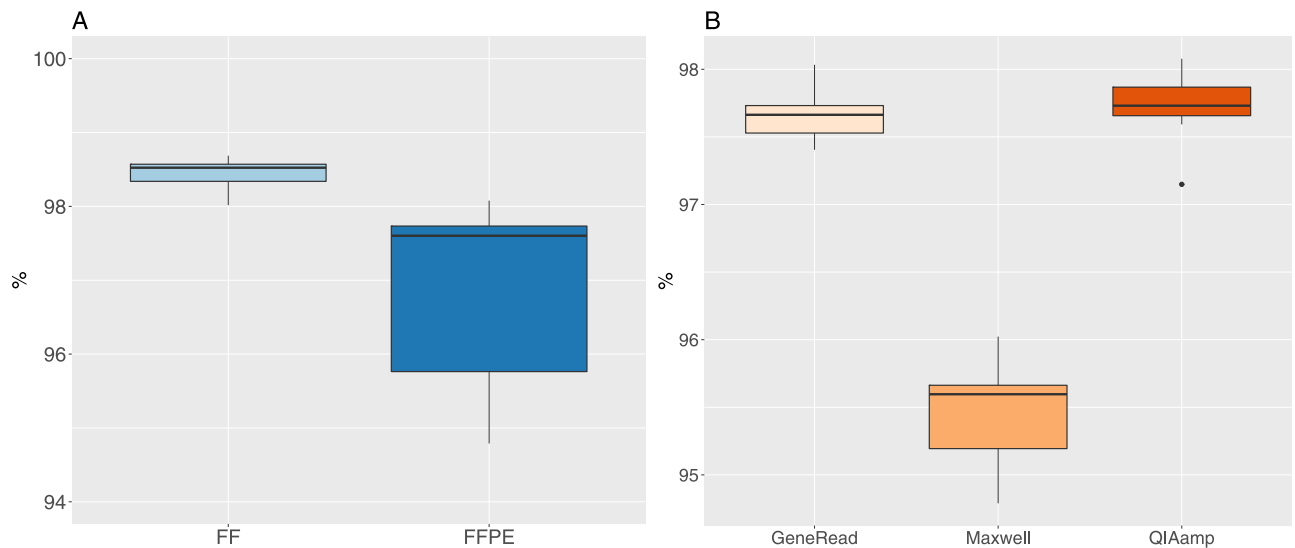 A
100
98
96
94
%
FF
FFPE
B
98
97
96
95
%
GeneRead
Maxwell
QIAamp